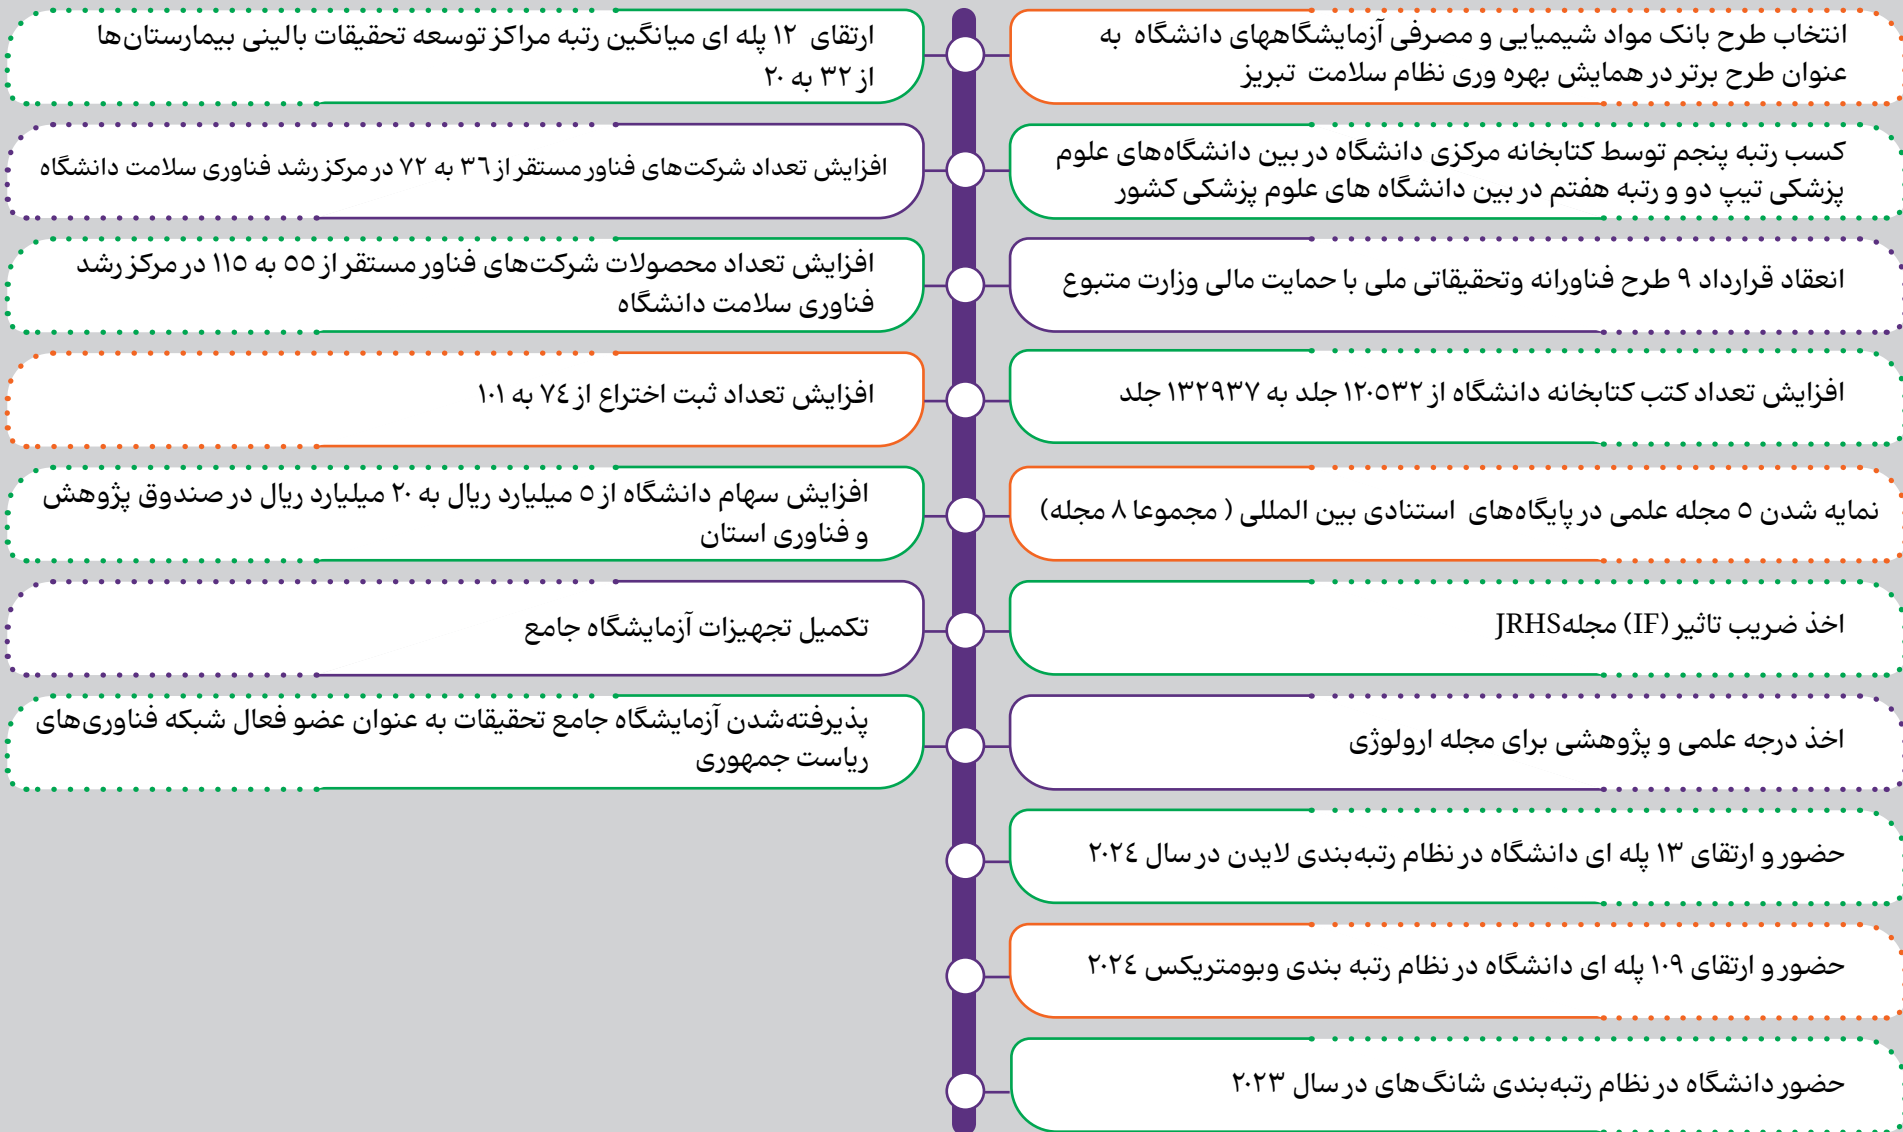 انتخاب طرح بانک مواد شیمیایی و مصرفی آزمایشگاههای دانشگاه به
عنوان طرح برتر در همایش بهره وری نظام سلامت تبریز
کسب رتبه پنجم توسط کتابخانه مرکزی دانشگاه در بین دانشگاه‌های علوم
پزشکی تیپ دو و رتبه هفتم در بین دانشگاه های علوم پزشکی کشور
انعقاد قرارداد ۹ طرح فناورانه وتحقیقاتی ملی با حمایت مالی وزارت متبوع
افزایش تعداد کتب کتابخانه دانشگاه از ۱۲۰۵۳۲ جلد به ۱۳۲۹۳۷ جلد
نمایه شدن ۵ مجله علمی در پایگاه‌های استنادی بین المللی ( مجموعا ۸ مجله)
اخذ ضریب تاثیر (IF) مجلهJRHS
اخذ درجه علمی و پژوهشی برای مجله ارولوژی
حضور و ارتقای ۱۳ پله ای دانشگاه در نظام رتبه‌بندی لایدن در سال ۲۰۲٤
حضور و ارتقای ۱۰۹ پله ای دانشگاه در نظام رتبه بندی وبومتریکس ۲۰۲٤
حضور دانشگاه در نظام رتبه‌بندی شانگ‌های در سال ۲۰۲۳
ارتقای ۱۲ پله ای میانگین رتبه مراکز توسعه تحقیقات بالینی بیمارستان‌ها
از ۳۲ به ۲۰
افزایش تعداد شرکت‌های فناور مستقر از ۳٦ به ۷۲ در مرکز رشد فناوری سلامت دانشگاه
افزایش تعداد محصولات شرکت‌های فناور مستقر از ۵۵ به ۱۱۵ در مرکز رشد
فناوری سلامت دانشگاه
افزایش تعداد ثبت اختراع از ۷٤ به ۱۰۱
افزایش سهام دانشگاه از ۵ میلیارد ریال به ۲۰ میلیارد ریال در صندوق پژوهش
و فناوری استان
تکمیل تجهیزات آزمایشگاه جامع
پذیرفته‌شدن آزمایشگاه جامع تحقیقات به عنوان عضو فعال شبکه فناوری‌های
ریاست جمهوری